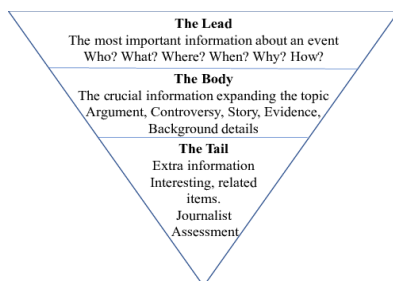 The Lead
The most important information about an event
Who? What? Where? When? Why? How?
The Body
The crucial information expanding the topic
Argument, Controversy, Story, Evidence,
Background details
The Tail
Extra information
Interesting, related
items.
Journalist
Assessment